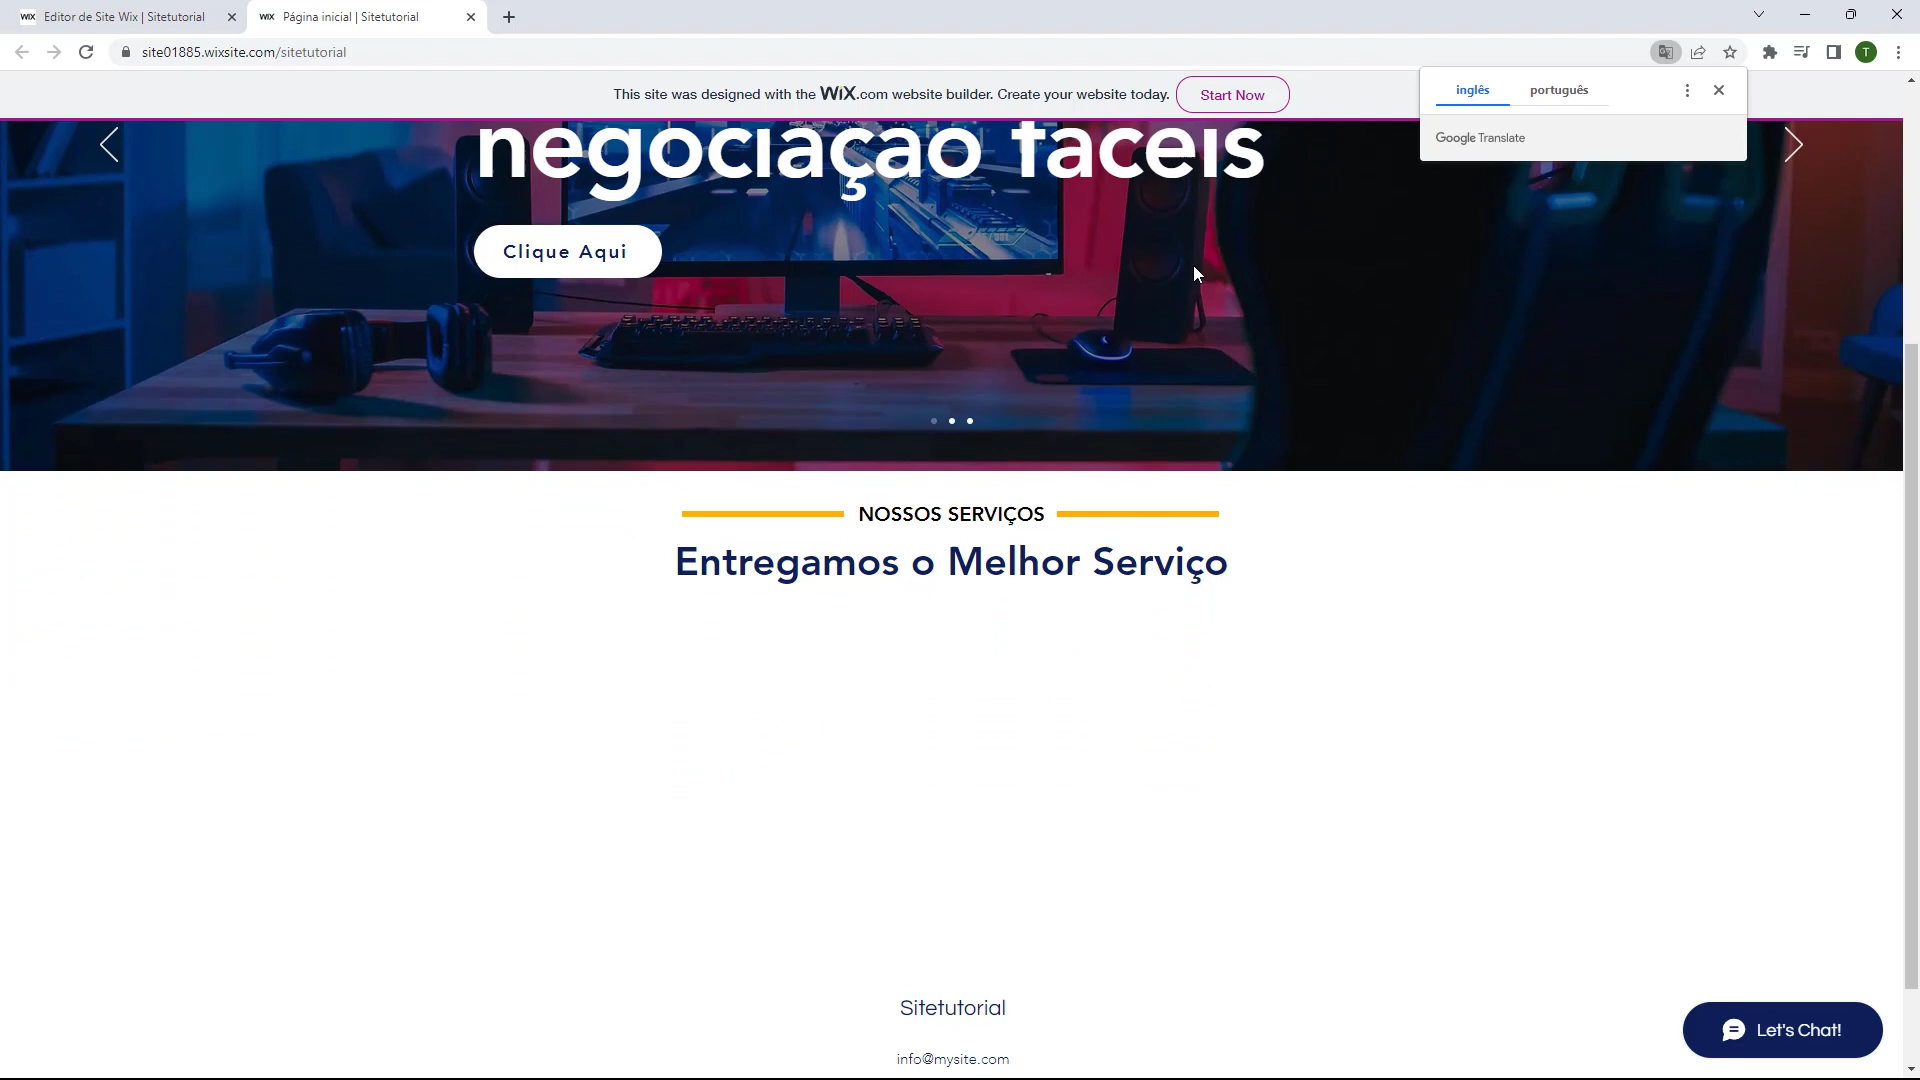 WIX Editor de Site Wix | Sitetutorial
WIX Página inicial | Sitetutorial
site01885.wixsite.com/sitetutorial
T
This site was designed with the WiX.com website builder. Create your website today.
Start Now
inglês
português
Google Translate
negociação fáceis
Clique Aqui
NOSSOS SERVIÇOS
Entregamos o Melhor Serviço
Sitetutorial
info@mysite.com
Let's Chat!